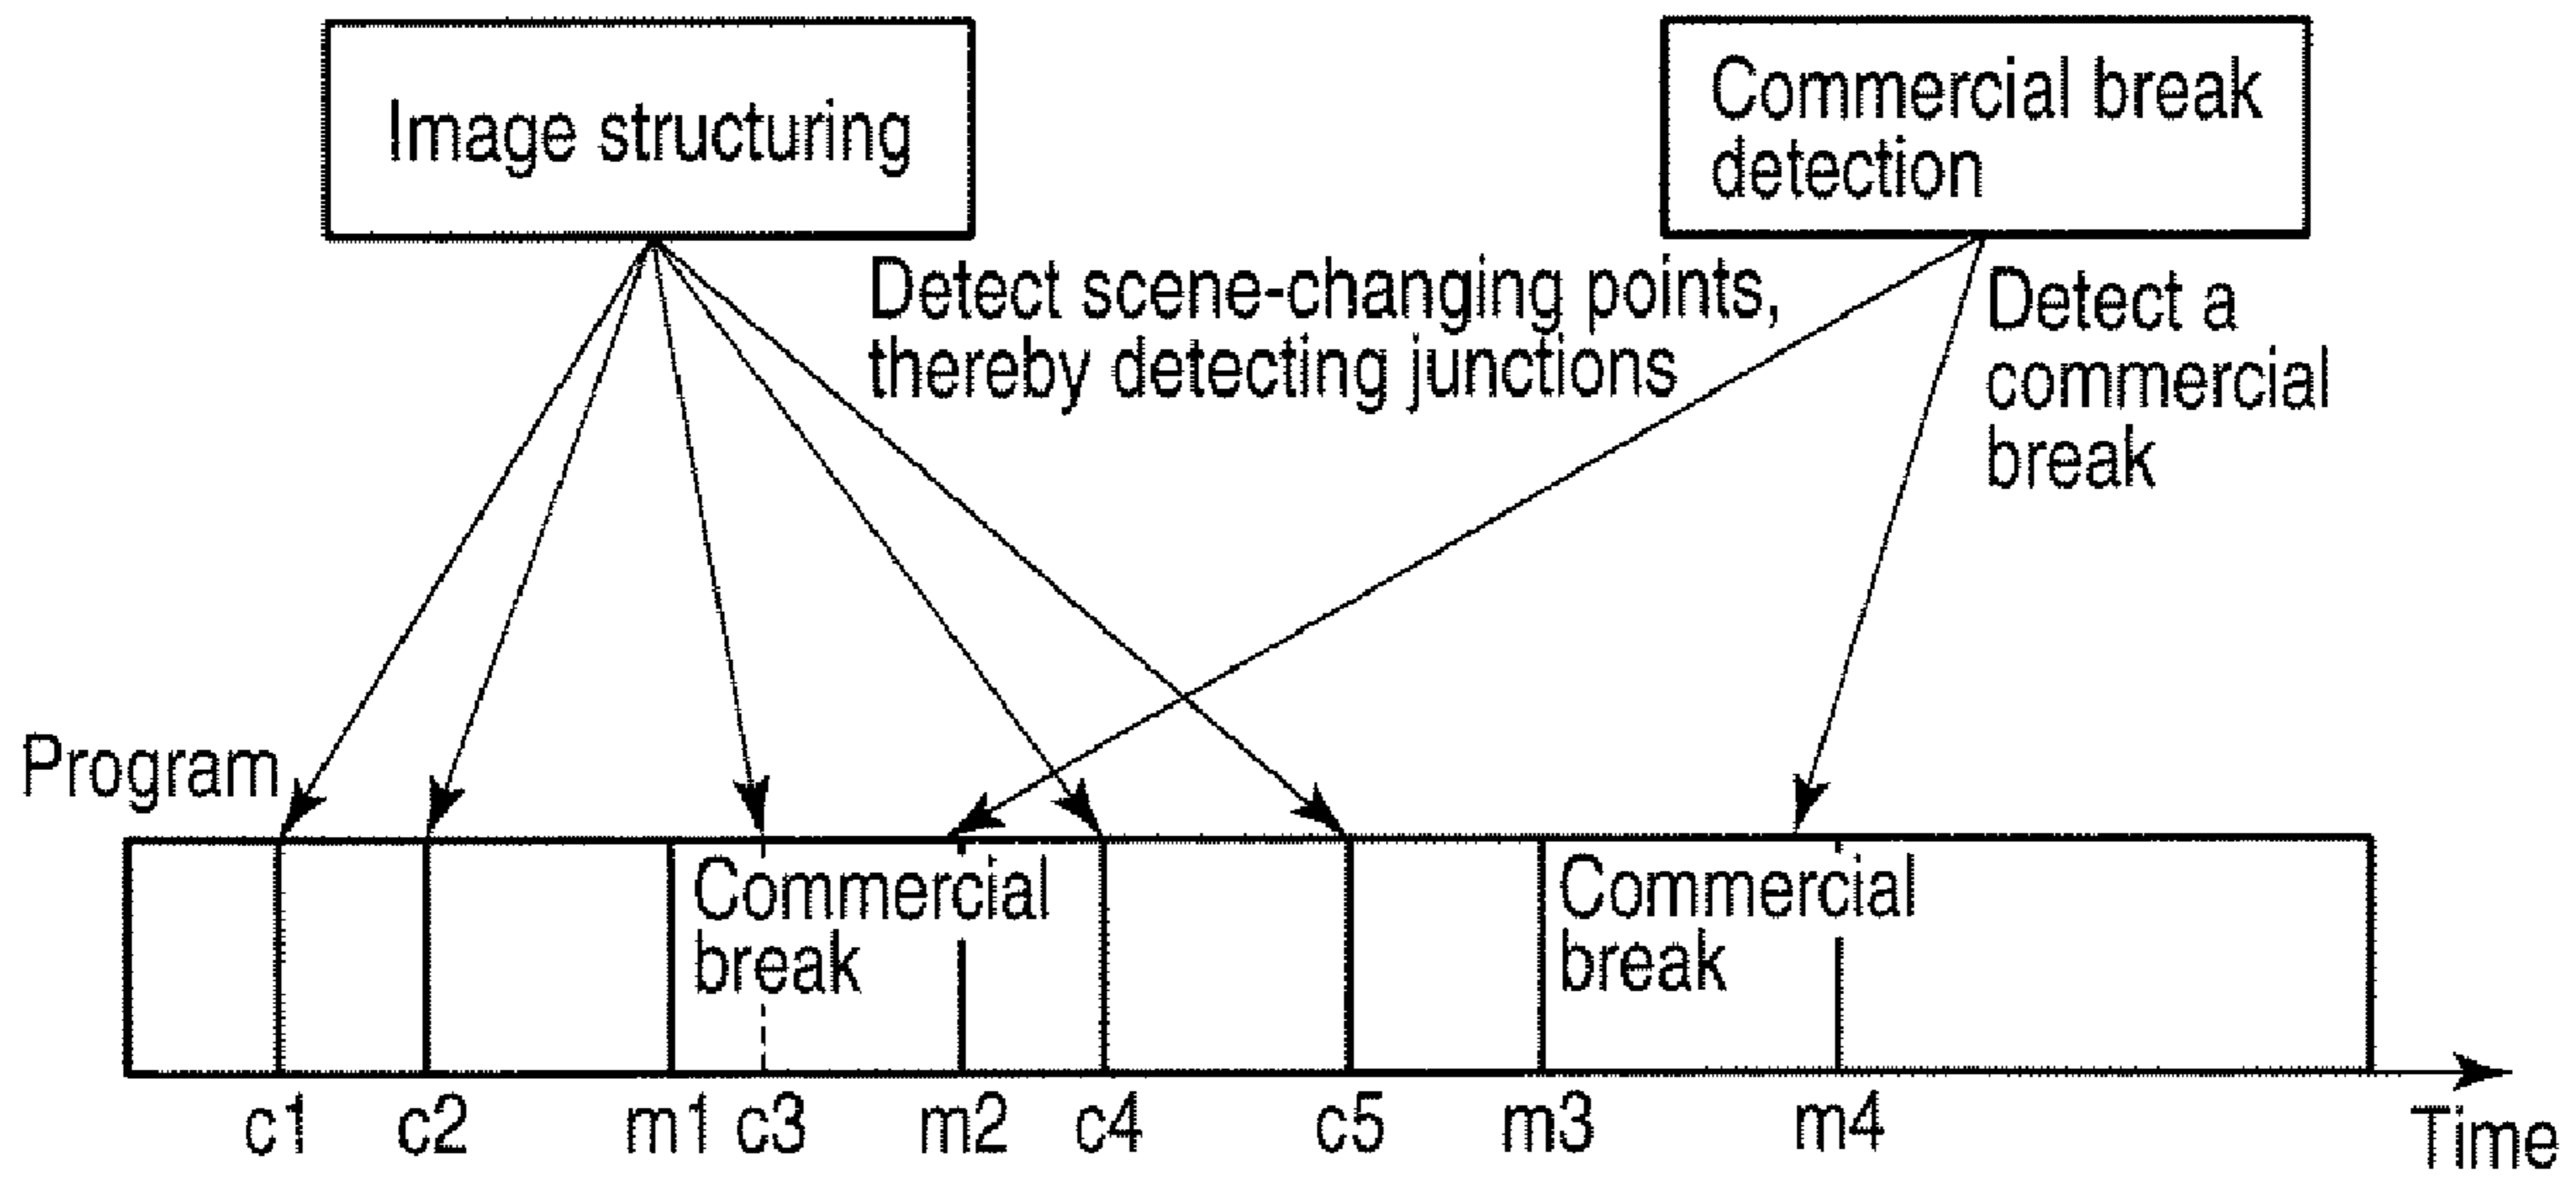 Image structuring
Commercial break
detection
Detect scene-changing points,
thereby detecting junctions
Detect a
commercial
break
Program
Commercial
break
Commercial
break
c1 c2 m1 c3 m2 c4 c5 m3 m4
Time